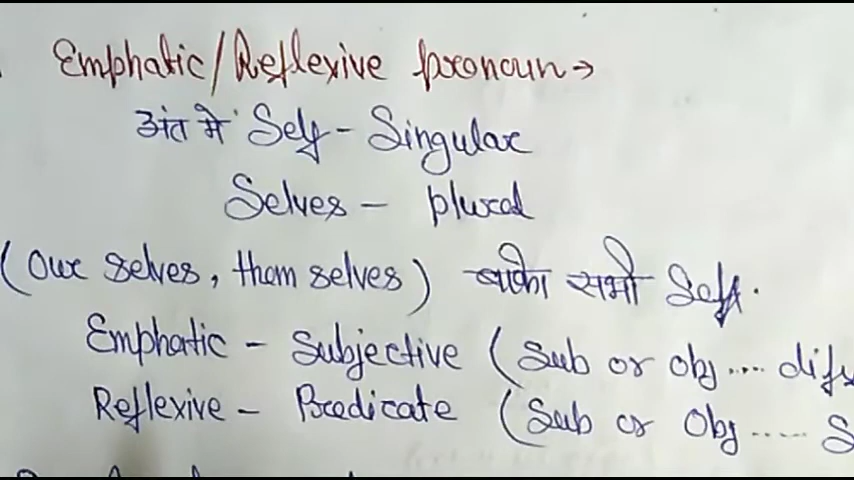 Emphatic/Reflexive pronoun→
अंत मे Self - Singular
Selves - plural
(Our selves, them selves) बाकी सभी Self.
Emphatic - Subjective (Sub or obj ....
Reflexive - Predicate (Sub or Obj .....